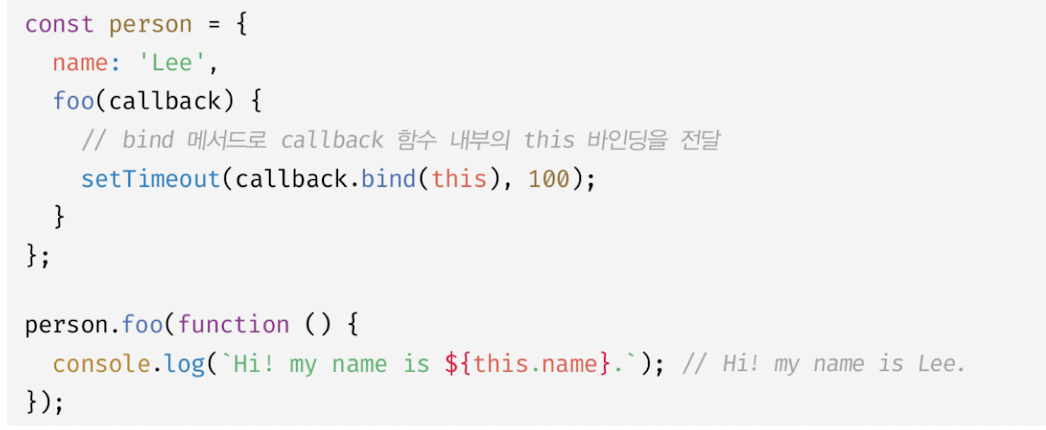 const person = {
  name: 'Lee',
  foo(callback) {
    // bind 메서드로 callback 함수 내부의 this 바인딩을 전달
    setTimeout(callback.bind(this), 100);
  }
};

person.foo(function () {
  console.log(`Hi! my name is ${this.name}.`); // Hi! my name is Lee.
});